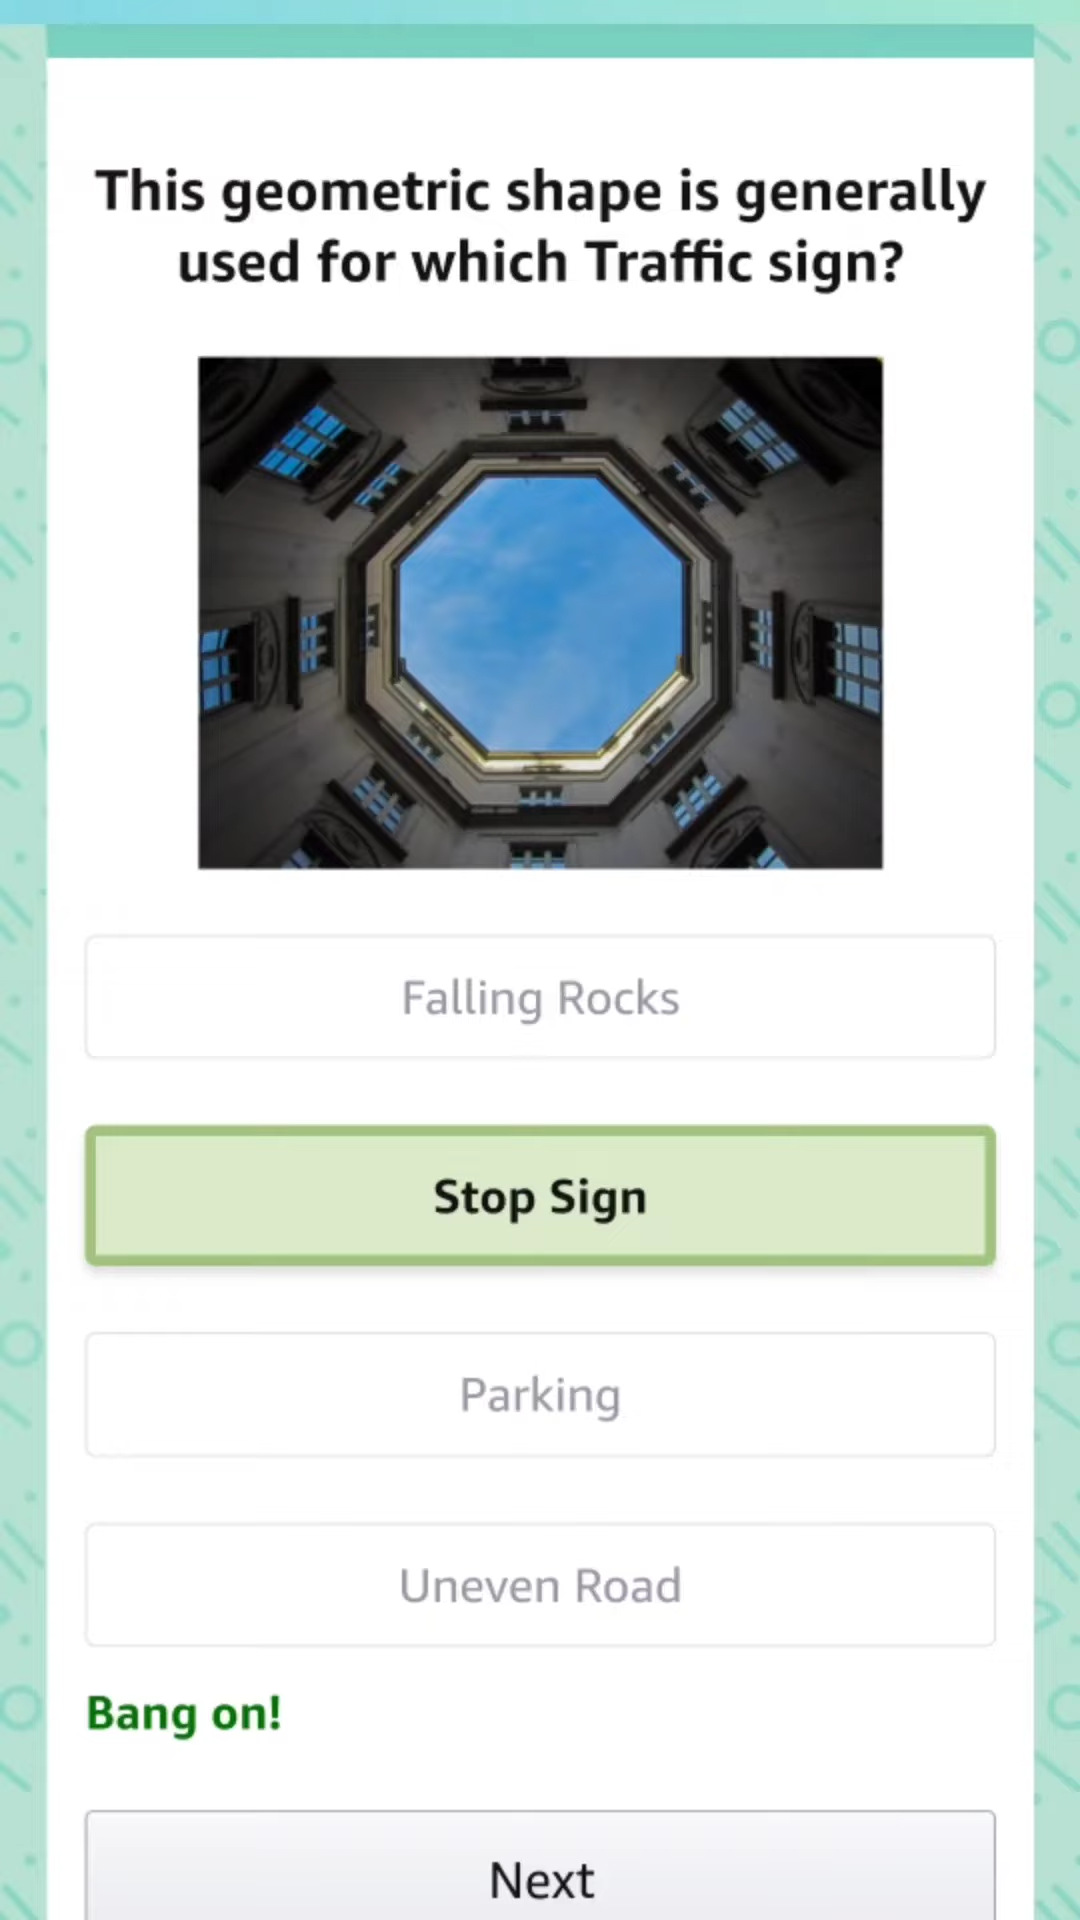 This geometric shape is generally
used for which Traffic sign?
Falling Rocks
Stop Sign
Parking
Uneven Road
Bang on!
Next